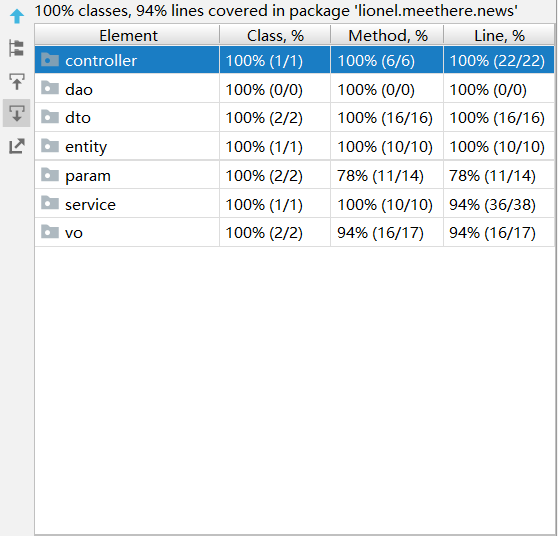 100% classes, 94% lines covered in package 'lionel.meethere.news'
Element Class, % Method, % Line, %
controller 100% (1/1) 100% (6/6) 100% (22/22)
dao 100% (0/0) 100% (0/0) 100% (0/0)
dto 100% (2/2) 100% (16/16) 100% (16/16)
entity 100% (1/1) 100% (10/10) 100% (10/10)
param 100% (2/2) 78% (11/14) 78% (11/14)
service 100% (1/1) 100% (10/10) 94% (36/38)
vo 100% (2/2) 94% (16/17) 94% (16/17)